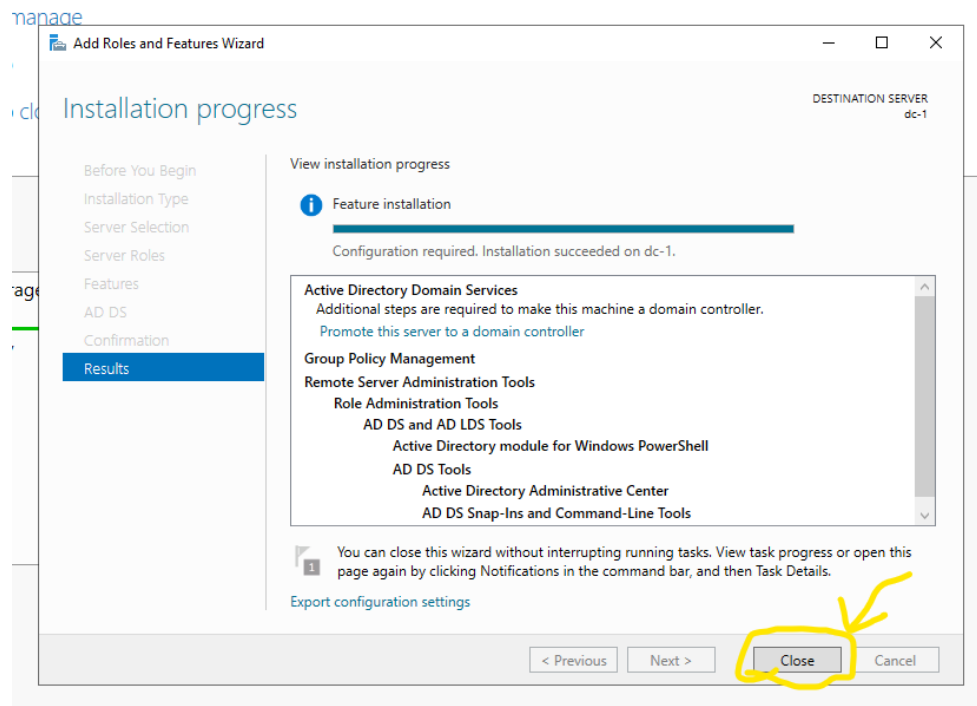 manage
Add Roles and Features Wizard
Installation progress
DESTINATION SERVER
dc-1
Before You Begin
Installation Type
Server Selection
Server Roles
Features
AD DS
Confirmation
Results
View installation progress
Feature installation
Configuration required. Installation succeeded on dc-1.
Active Directory Domain Services
Additional steps are required to make this machine a domain controller.
Promote this server to a domain controller
Group Policy Management
Remote Server Administration Tools
Role Administration Tools
AD DS and AD LDS Tools
Active Directory module for Windows PowerShell
AD DS Tools
Active Directory Administrative Center
AD DS Snap-Ins and Command-Line Tools
1
You can close this wizard without interrupting running tasks. View task progress or open this
page again by clicking Notifications in the command bar, and then Task Details.
Export configuration settings
< Previous
Next >
Close
Cancel